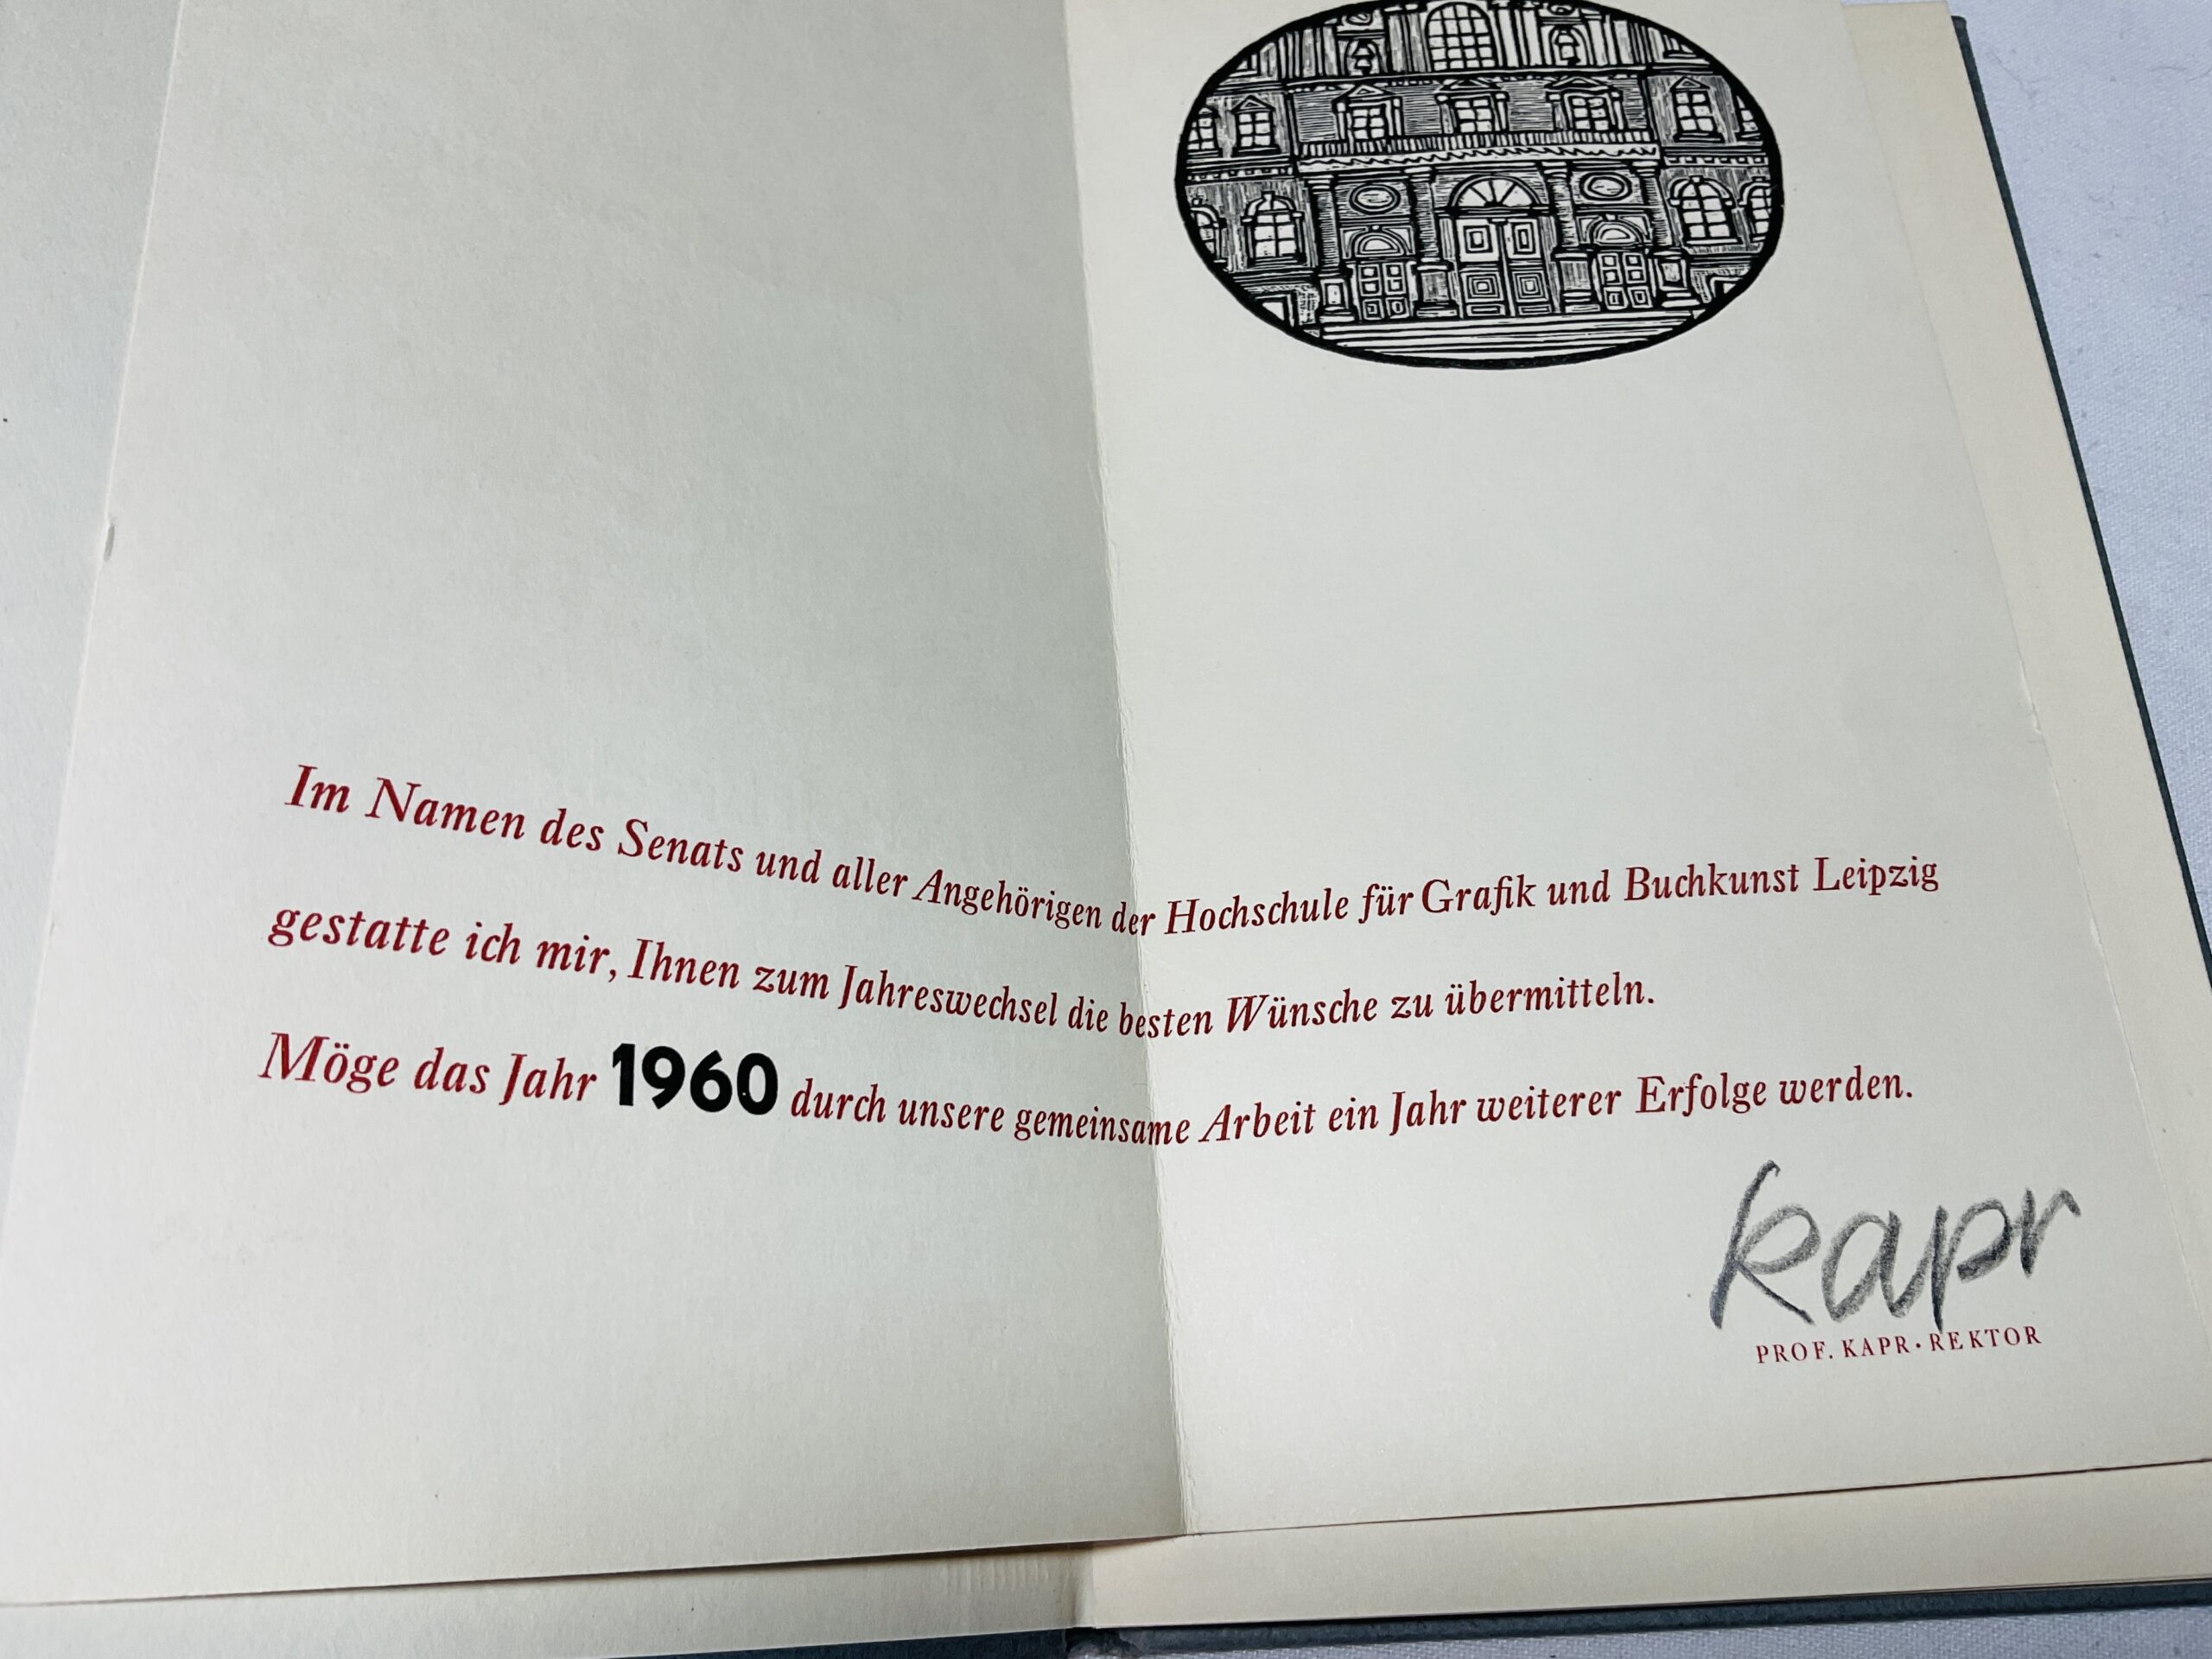 Im Namen des Senats und aller Angehörigen der Hochschule für Grafik und Buchkunst Leipzig
gestatte ich mir, Ihnen zum Jahreswechsel die besten Wünsche zu übermitteln.
Möge das Jahr 1960 durch unsere gemeinsame Arbeit ein Jahr weiterer Erfolge werden.
kapr
PROF. KAPR • REKTOR